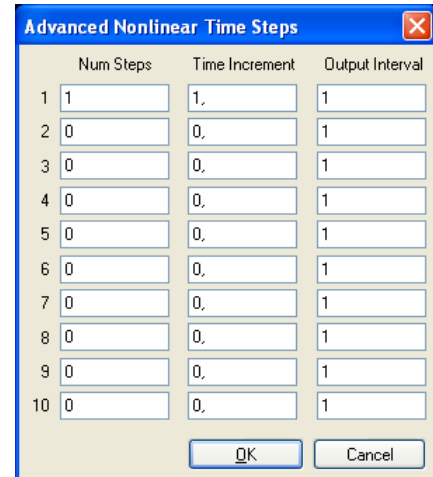 Advanced Nonlinear Time Steps
Num Steps Time Increment Output Interval
1 1 1, 1
2 0 0, 1
3 0 0, 1
4 0 0, 1
5 0 0, 1
6 0 0, 1
7 0 0, 1
8 0 0, 1
9 0 0, 1
10 0 0, 1
OK Cancel